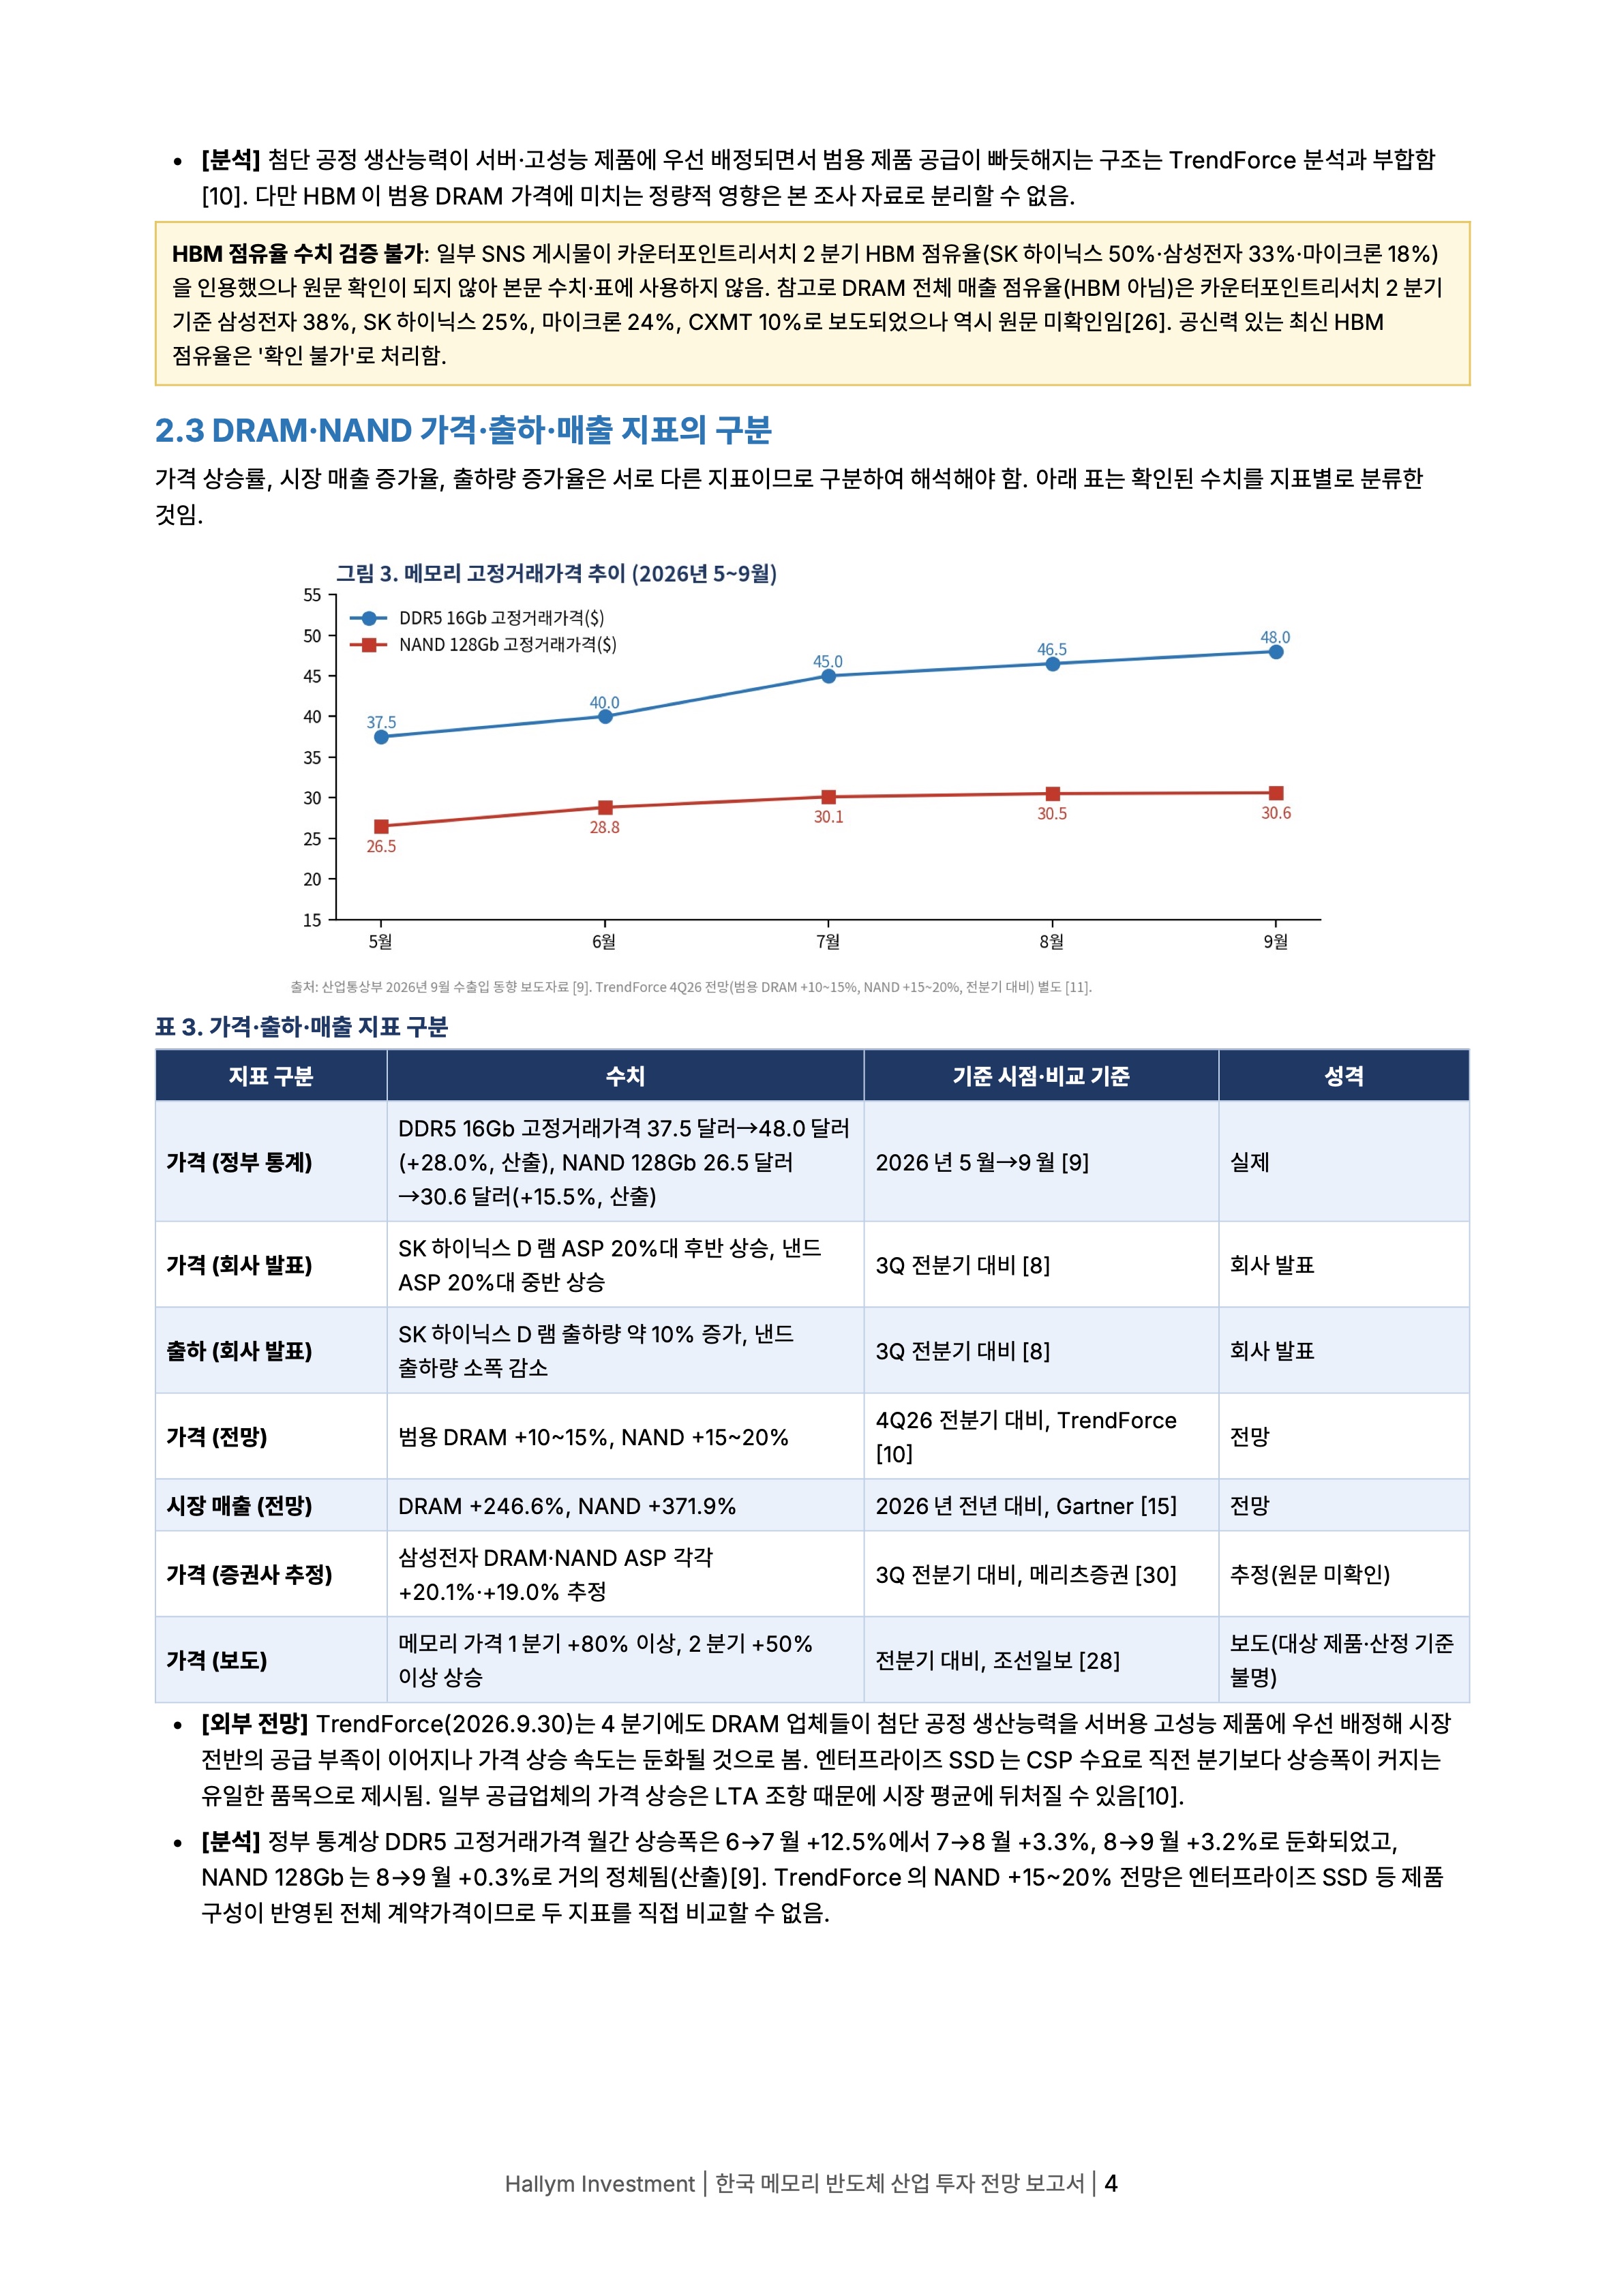 • [분석] 첨단 공정 생산능력이 서버·고성능 제품에 우선 배정되면서 범용 제품 공급이 빠듯해지는 구조는 TrendForce 분석과 부합함
[10]. 다만 HBM 이 범용 DRAM 가격에 미치는 정량적 영향은 본 조사 자료로 분리할 수 없음.
HBM 점유율 수치 검증 불가: 일부 SNS 게시물이 카운터포인트리서치 2 분기 HBM 점유율(SK 하이닉스 50%·삼성전자 33%·마이크론 18%)
을 인용했으나 원문 확인이 되지 않아 본문 수치·표에 사용하지 않음. 참고로 DRAM 전체 매출 점유율(HBM 아님)은 카운터포인트리서치 2 분기
기준 삼성전자 38%, SK 하이닉스 25%, 마이크론 24%, CXMT 10%로 보도되었으나 역시 원문 미확인임[26]. 공신력 있는 최신 HBM
점유율은 '확인 불가'로 처리함.
2.3 DRAM·NAND 가격·출하·매출 지표의 구분
가격 상승률, 시장 매출 증가율, 출하량 증가율은 서로 다른 지표이므로 구분하여 해석해야 함. 아래 표는 확인된 수치를 지표별로 분류한
것임.
그림 3. 메모리 고정거래가격 추이 (2026년 5~9월)
DDR5 16Gb 고정거래가격($)
NAND 128Gb 고정거래가격($)
55
50
45
40
35
30
25
20
15
37.5
40.0
45.0
46.5
48.0
26.5
28.8
30.1
30.5
30.6
5월
6월
7월
8월
9월
출처: 산업통상부 2026년 9월 수출입 동향 보도자료 [9]. TrendForce 4Q26 전망(범용 DRAM +10~15%, NAND +15~20%, 전분기 대비) 별도 [11].
표 3. 가격·출하·매출 지표 구분
지표 구분
수치
기준 시점·비교 기준
성격
가격 (정부 통계)
DDR5 16Gb 고정거래가격 37.5 달러→48.0 달러
(+28.0%, 산출), NAND 128Gb 26.5 달러
→30.6 달러(+15.5%, 산출)
2026 년 5 월→9 월 [9]
실제
가격 (회사 발표)
SK 하이닉스 D 램 ASP 20%대 후반 상승, 낸드
ASP 20%대 중반 상승
3Q 전분기 대비 [8]
회사 발표
출하 (회사 발표)
SK 하이닉스 D 램 출하량 약 10% 증가, 낸드
출하량 소폭 감소
3Q 전분기 대비 [8]
회사 발표
가격 (전망)
범용 DRAM +10~15%, NAND +15~20%
4Q26 전분기 대비, TrendForce
[10]
전망
시장 매출 (전망)
DRAM +246.6%, NAND +371.9%
2026 년 전년 대비, Gartner [15]
전망
가격 (증권사 추정)
삼성전자 DRAM·NAND ASP 각각
+20.1%·+19.0% 추정
3Q 전분기 대비, 메리츠증권 [30]
추정(원문 미확인)
가격 (보도)
메모리 가격 1 분기 +80% 이상, 2 분기 +50%
이상 상승
전분기 대비, 조선일보 [28]
보도(대상 제품·산정 기준
불명)
• [외부 전망] TrendForce(2026.9.30)는 4 분기에도 DRAM 업체들이 첨단 공정 생산능력을 서버용 고성능 제품에 우선 배정해 시장
전반의 공급 부족이 이어지나 가격 상승 속도는 둔화될 것으로 봄. 엔터프라이즈 SSD 는 CSP 수요로 직전 분기보다 상승폭이 커지는
유일한 품목으로 제시됨. 일부 공급업체의 가격 상승은 LTA 조항 때문에 시장 평균에 뒤처질 수 있음[10].
• [분석] 정부 통계상 DDR5 고정거래가격 월간 상승폭은 6→7 월 +12.5%에서 7→8 월 +3.3%, 8→9 월 +3.2%로 둔화되었고,
NAND 128Gb 는 8→9 월 +0.3%로 거의 정체됨(산출)[9]. TrendForce 의 NAND +15~20% 전망은 엔터프라이즈 SSD 등 제품
구성이 반영된 전체 계약가격이므로 두 지표를 직접 비교할 수 없음.
Hallym Investment | 한국 메모리 반도체 산업 투자 전망 보고서 | 4